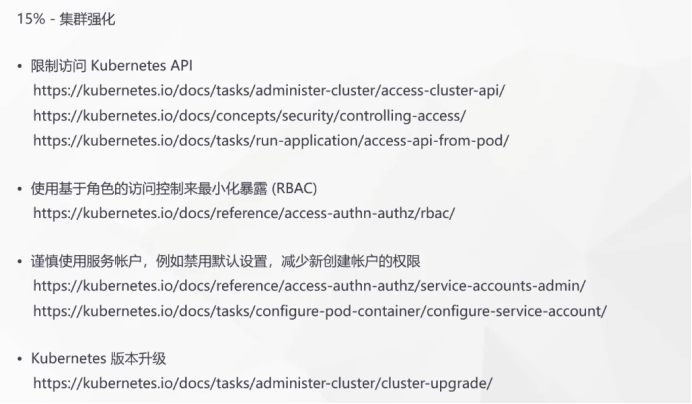 15% - 集群强化
• 限制访问 Kubernetes API
https://kubernetes.io/docs/tasks/administer-cluster/access-cluster-api/
https://kubernetes.io/docs/concepts/security/controlling-access/
https://kubernetes.io/docs/tasks/run-application/access-api-from-pod/
• 使用基于角色的访问控制来最小化暴露 (RBAC)
https://kubernetes.io/docs/reference/access-authn-authz/rbac/
• 谨慎使用服务帐户，例如禁用默认设置，减少新创建帐户的权限
https://kubernetes.io/docs/reference/access-authn-authz/service-accounts-admin/
https://kubernetes.io/docs/tasks/configure-pod-container/configure-service-account/
• Kubernetes 版本升级
https://kubernetes.io/docs/tasks/administer-cluster/cluster-upgrade/